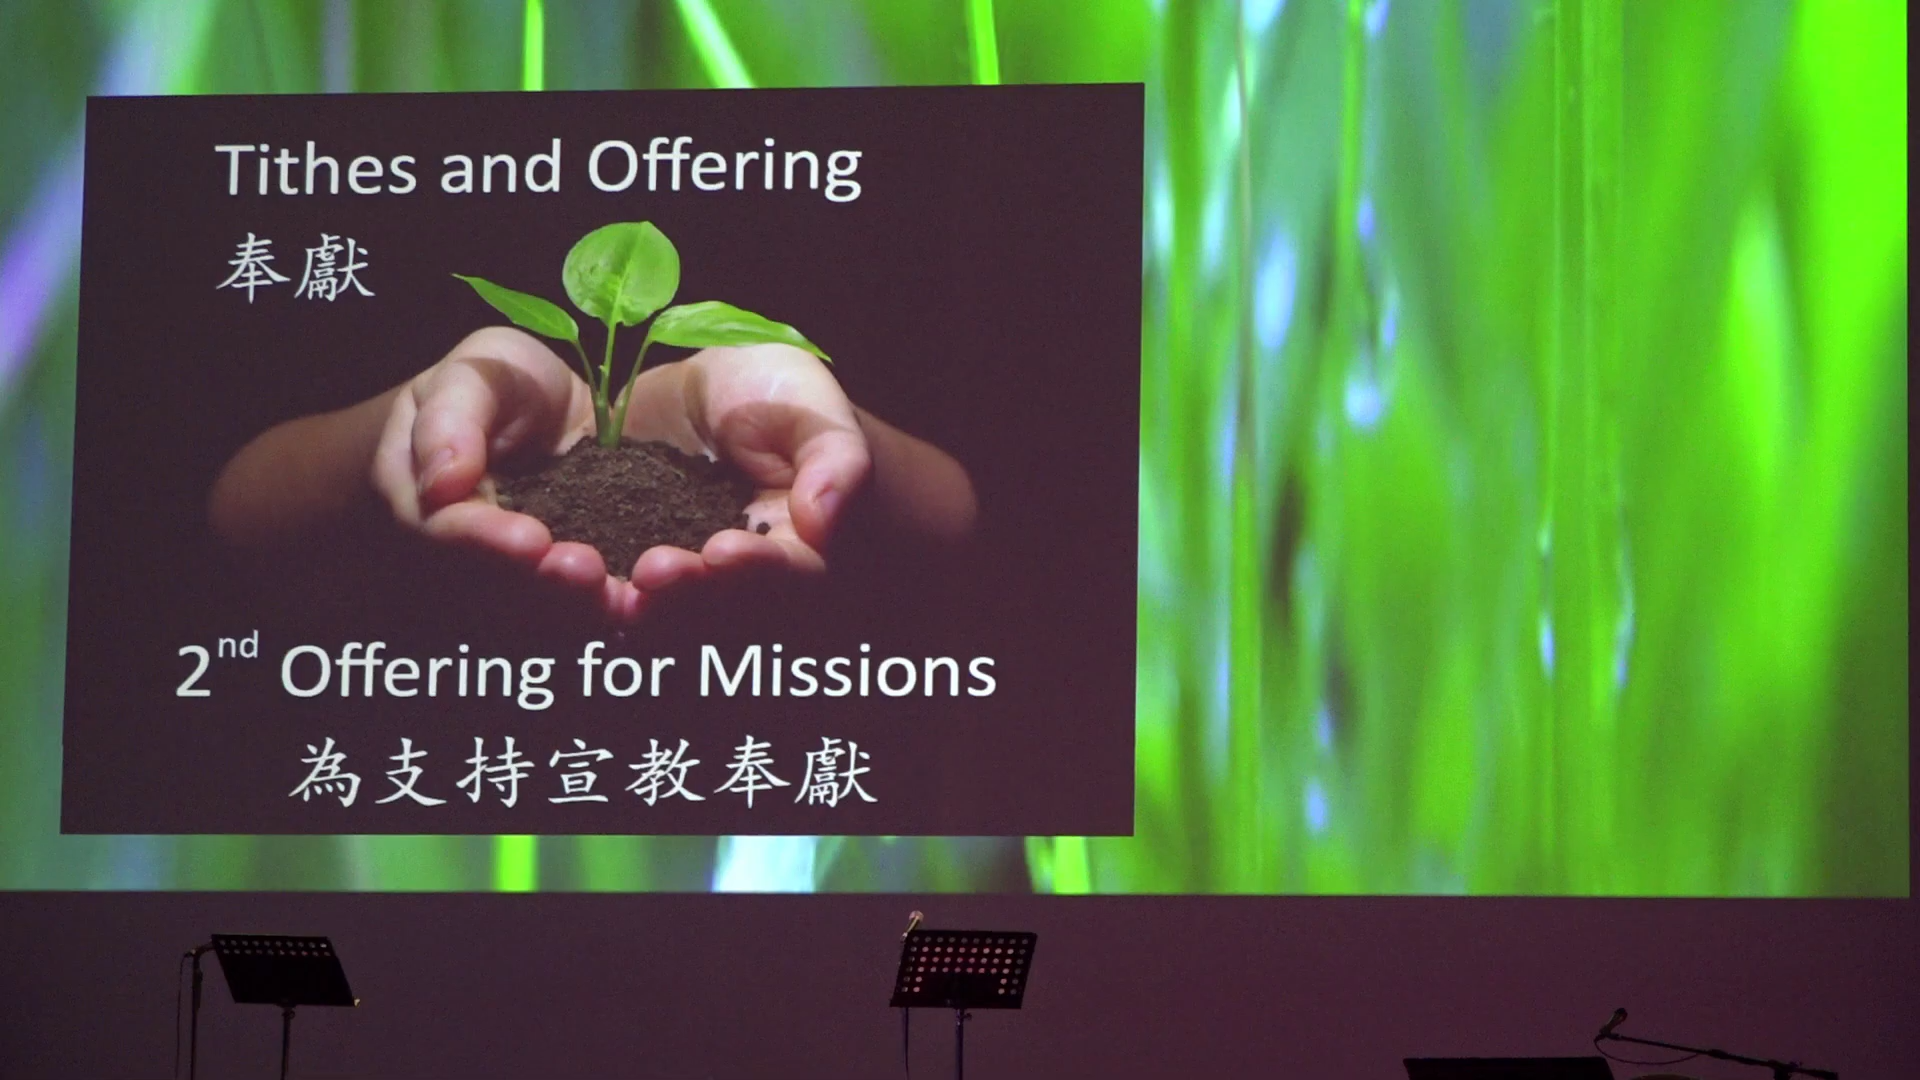 Tithes and Offering
奉獻
2nd Offering for Missions
為支持宣教奉獻